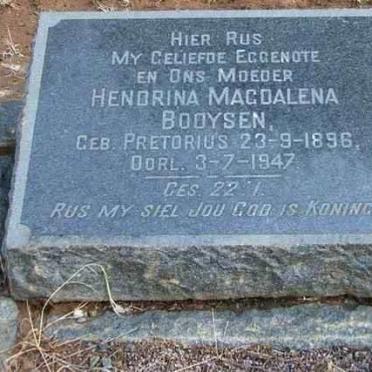 HIER RUS
MY GELIEFDE EGGENOTE
EN ONS MOEDER
HENDRINA MAGDALENA
BOOYSEN,
GEB. PRETORIUS 23-9-1896,
OORL. 3-7-1947.
GES. 22 : 1.
RUS MY SIEL JOU GOD IS KONING